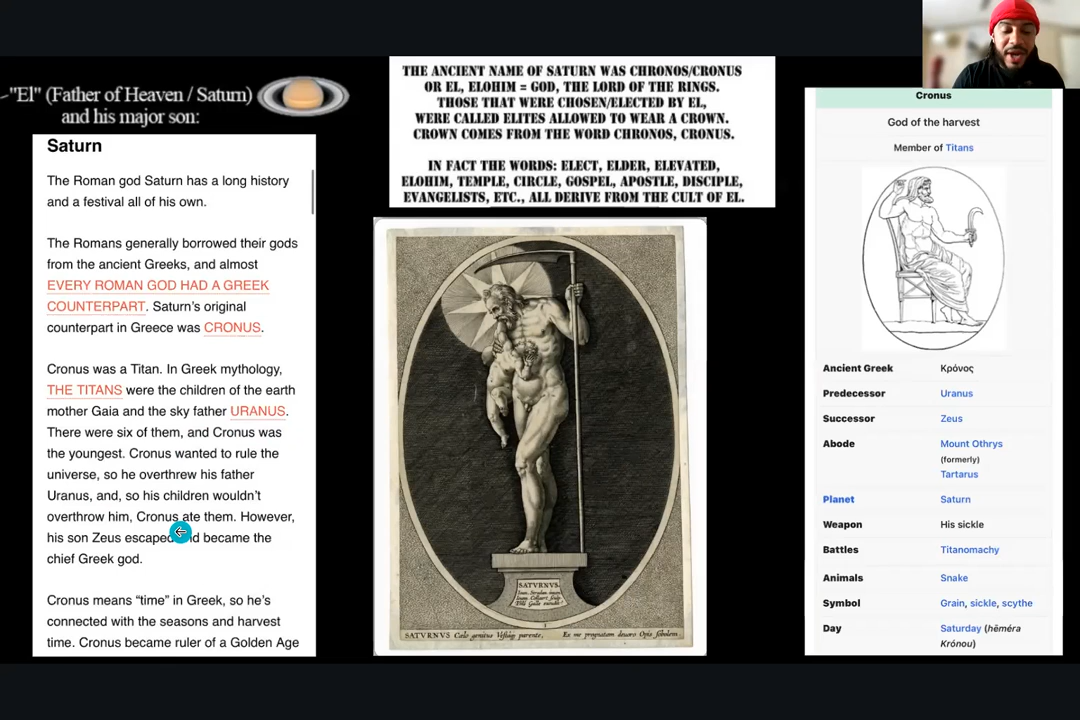 -"El" (Father of Heaven / Saturn)
and his major son:
Saturn
The Roman god Saturn has a long history
and a festival all of his own.
The Romans generally borrowed their gods
from the ancient Greeks, and almost
EVERY ROMAN GOD HAD A GREEK
COUNTERPART. Saturn's original
counterpart in Greece was CRONUS.
Cronus was a Titan. In Greek mythology,
THE TITANS were the children of the earth
mother Gaia and the sky father URANUS.
There were six of them, and Cronus was
the youngest. Cronus wanted to rule the
universe, so he overthrew his father
Uranus, and, so his children wouldn't
overthrow him, Cronus ate them. However,
his son Zeus escaped became the
chief Greek god.
Cronus means “time” in Greek, so he's
connected with the seasons and harvest
time. Cronus became ruler of a Golden Age
THE ANCIENT NAME OF SATURN WAS CHRONOS/CRONUS
OR EL, ELOHIM = GOD, THE LORD OF THE RINGS.
THOSE THAT WERE CHOSEN/ELECTED BY EL,
WERE CALLED ELITES ALLOWED TO WEAR A CROWN.
CROWN COMES FROM THE WORD CHRONOS, CRONUS.
IN FACT THE WORDS: ELECT, ELDER, ELEVATED,
ELOHIM, TEMPLE, CIRCLE, GOSPEL, APOSTLE, DISCIPLE,
EVANGELISTS, ETC., ALL DERIVE FROM THE CULT OF EL.
SATVRNVS.
SATVRNVS Cælo genitus Vestaq parente, Ex me prognatam devoro Opis sobolem
Cronus
God of the harvest
Member of Titans
Ancient Greek Κρόνος
Predecessor Uranus
Successor Zeus
Abode Mount Othrys
(formerly)
Tartarus
Planet Saturn
Weapon His sickle
Battles Titanomachy
Animals Snake
Symbol Grain, sickle, scythe
Day Saturday (hēméra
Krónou)